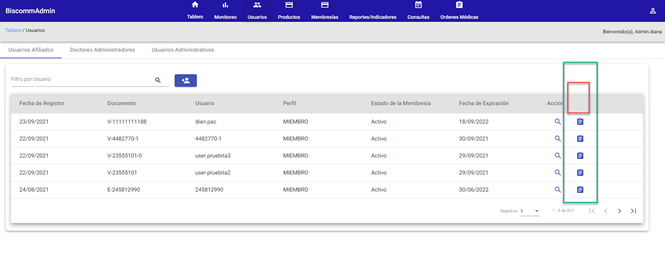 BiscommAdmin
Tablero Monitoreo Usuarios Productos Membresías Reportes/Indicadores Consultas Ordenes Médicas
Tablero / Usuarios Bienvenido(a), Admin.diana
Usuarios Afiliados Doctores Administradores Usuarios Administrativos
Filtro por Usuario
Fecha de Registro Documento Usuario Perfil Estado de la Membresía Fecha de Expiración Acción
23/09/2021 V-11111111188 dian.pac MIEMBRO Activo 18/09/2022
22/09/2021 V-4482770-1 4482770-1 MIEMBRO Activo 30/09/2021
22/09/2021 V-23555101-0 user.pruebita3 MIEMBRO Activo 29/09/2021
22/09/2021 V-23555101 user.pruebita2 MIEMBRO Activo 29/09/2021
24/08/2021 E-245812990 245812990 MIEMBRO Activo 30/06/2022
Registros: 5 1 - 5 de 411